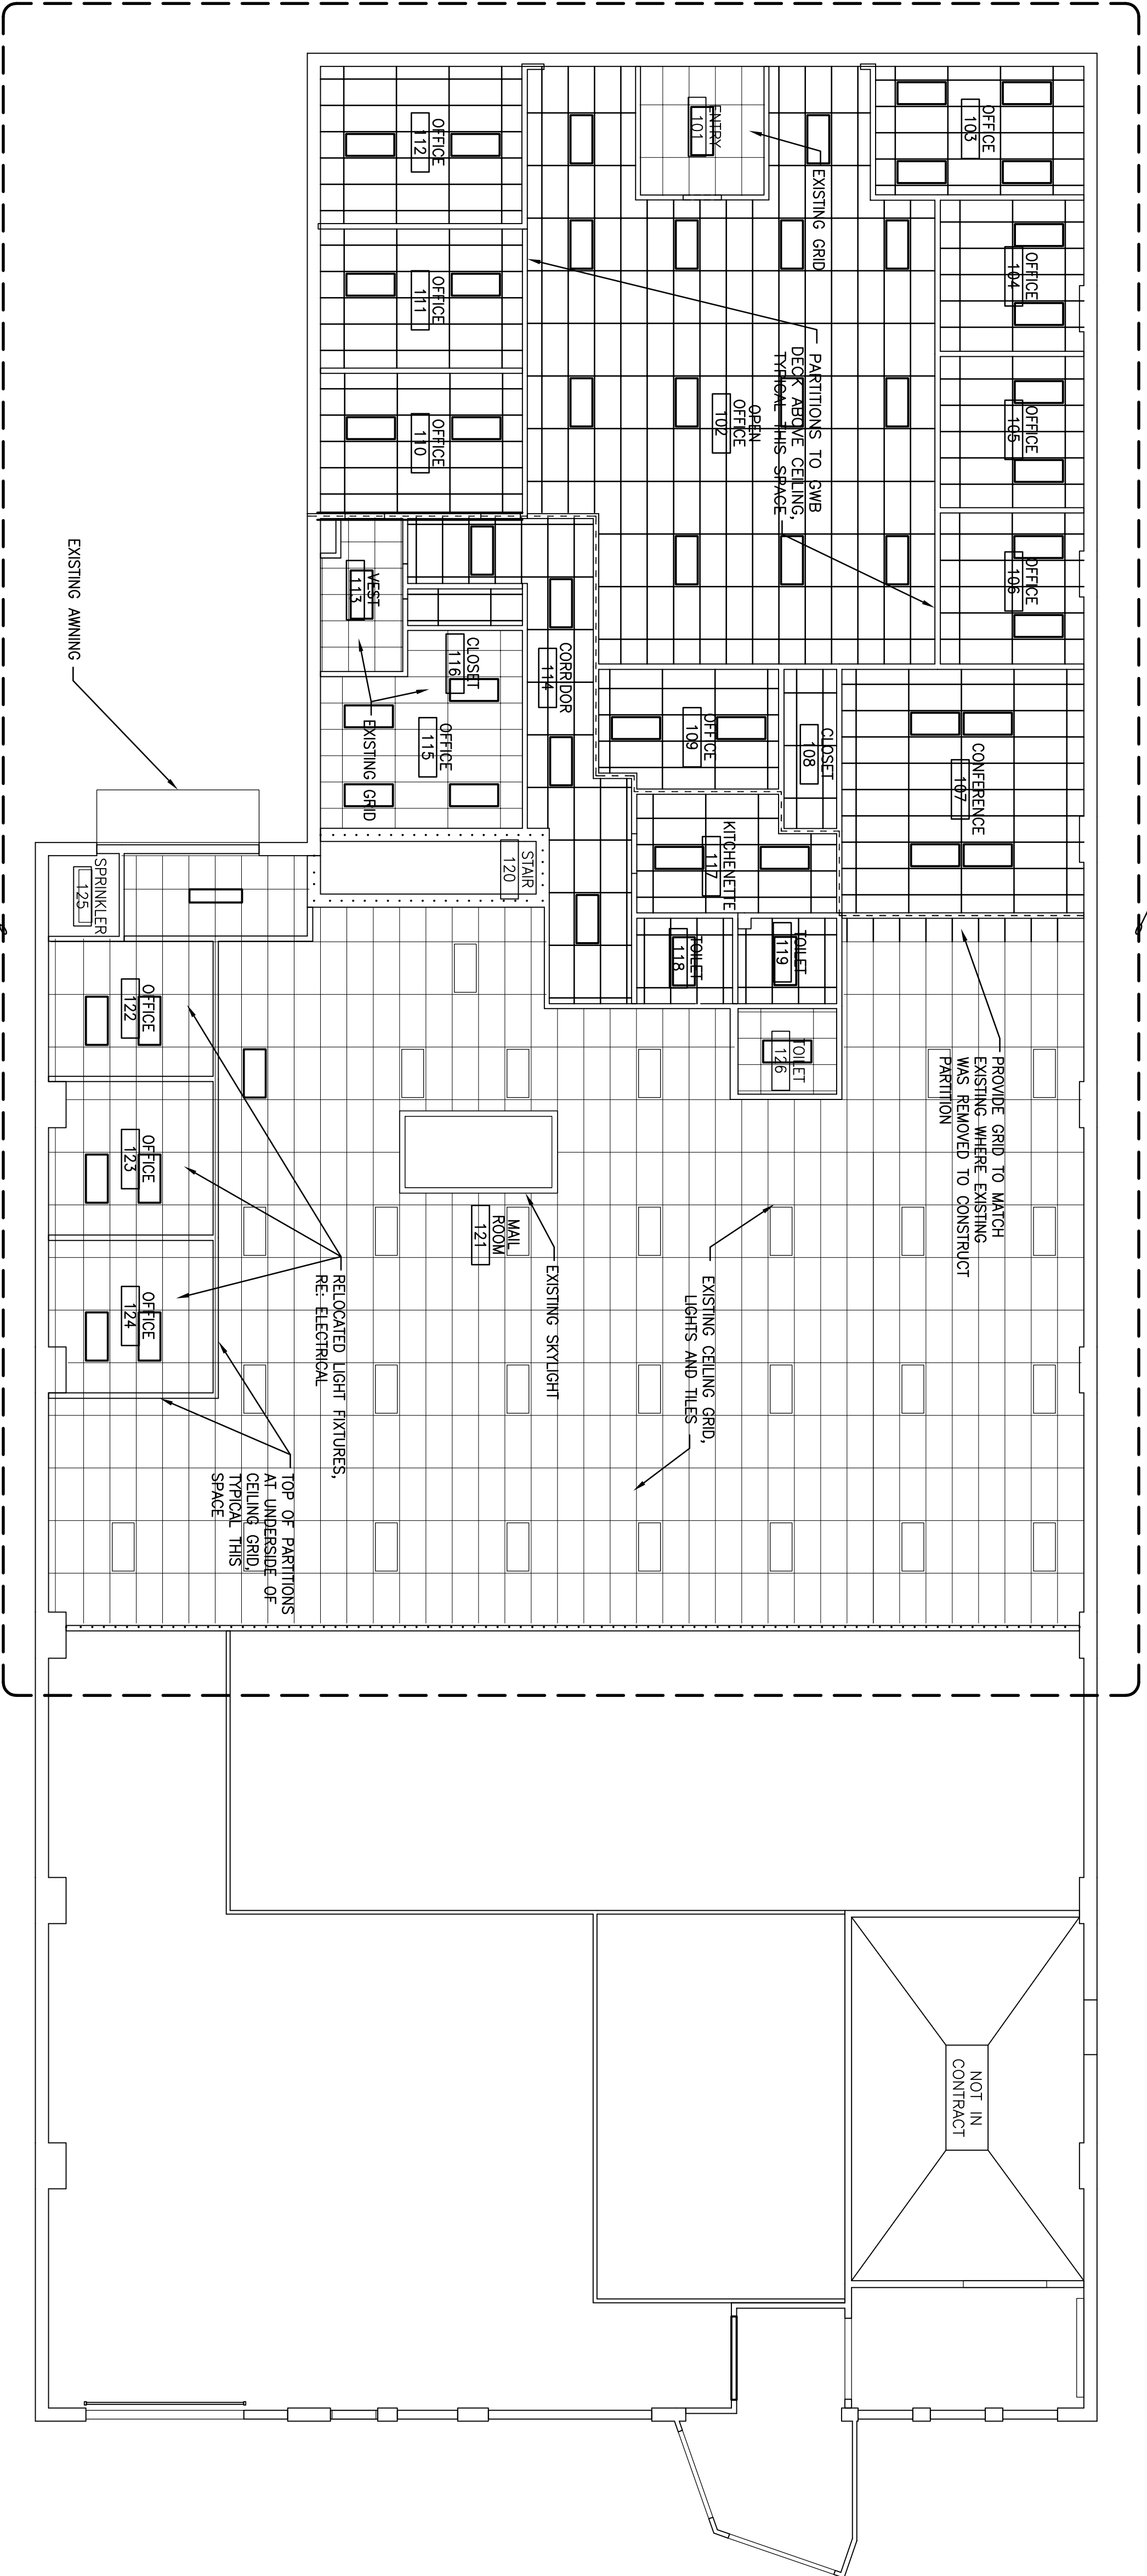 OFFICE
103
ENTRY
101
EXISTING GRID
OFFICE
112
OFFICE
104
OFFICE
111
OFFICE
105
PARTITIONS TO GWB
DECK ABOVE CEILING,
TYPICAL THIS SPACE
OPEN
OFFICE
102
OFFICE
110
OFFICE
106
VEST
113
CLOSET
116
CORRIDOR
114
OFFICE
115
EXISTING GRID
OFFICE
109
CLOSET
108
CONFERENCE
107
KITCHENETTE
117
STAIR
120
TOILET
118
TOILET
119
TOILET
126
EXISTING AWNING
SPRINKLER
125
OFFICE
122
OFFICE
123
OFFICE
124
PROVIDE GRID TO MATCH
EXISTING WHERE EXISTING
WAS REMOVED TO CONSTRUCT
PARTITION
MAIL
ROOM
121
EXISTING SKYLIGHT
EXISTING CEILING GRID,
LIGHTS AND TILES
RELOCATED LIGHT FIXTURES,
RE: ELECTRICAL
TOP OF PARTITIONS
AT UNDERSIDE OF
CEILING GRID,
TYPICAL THIS
SPACE
NOT IN
CONTRACT